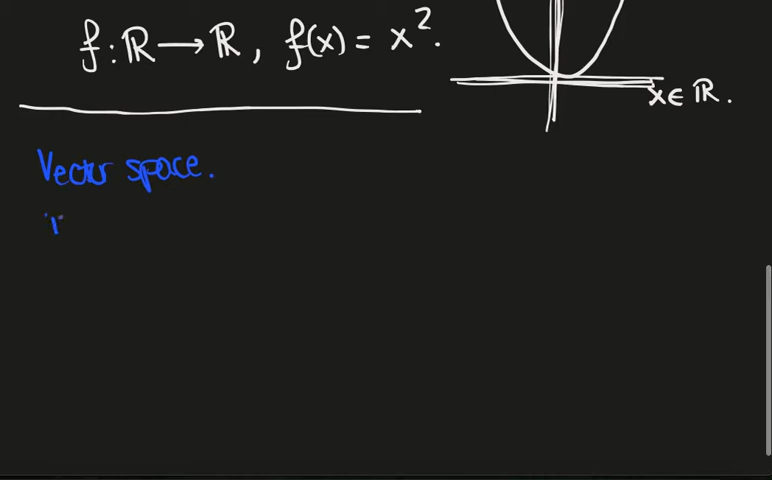 f : ℝ ⟶ ℝ , f(x) = x².
x ∈ ℝ.
Vector space.